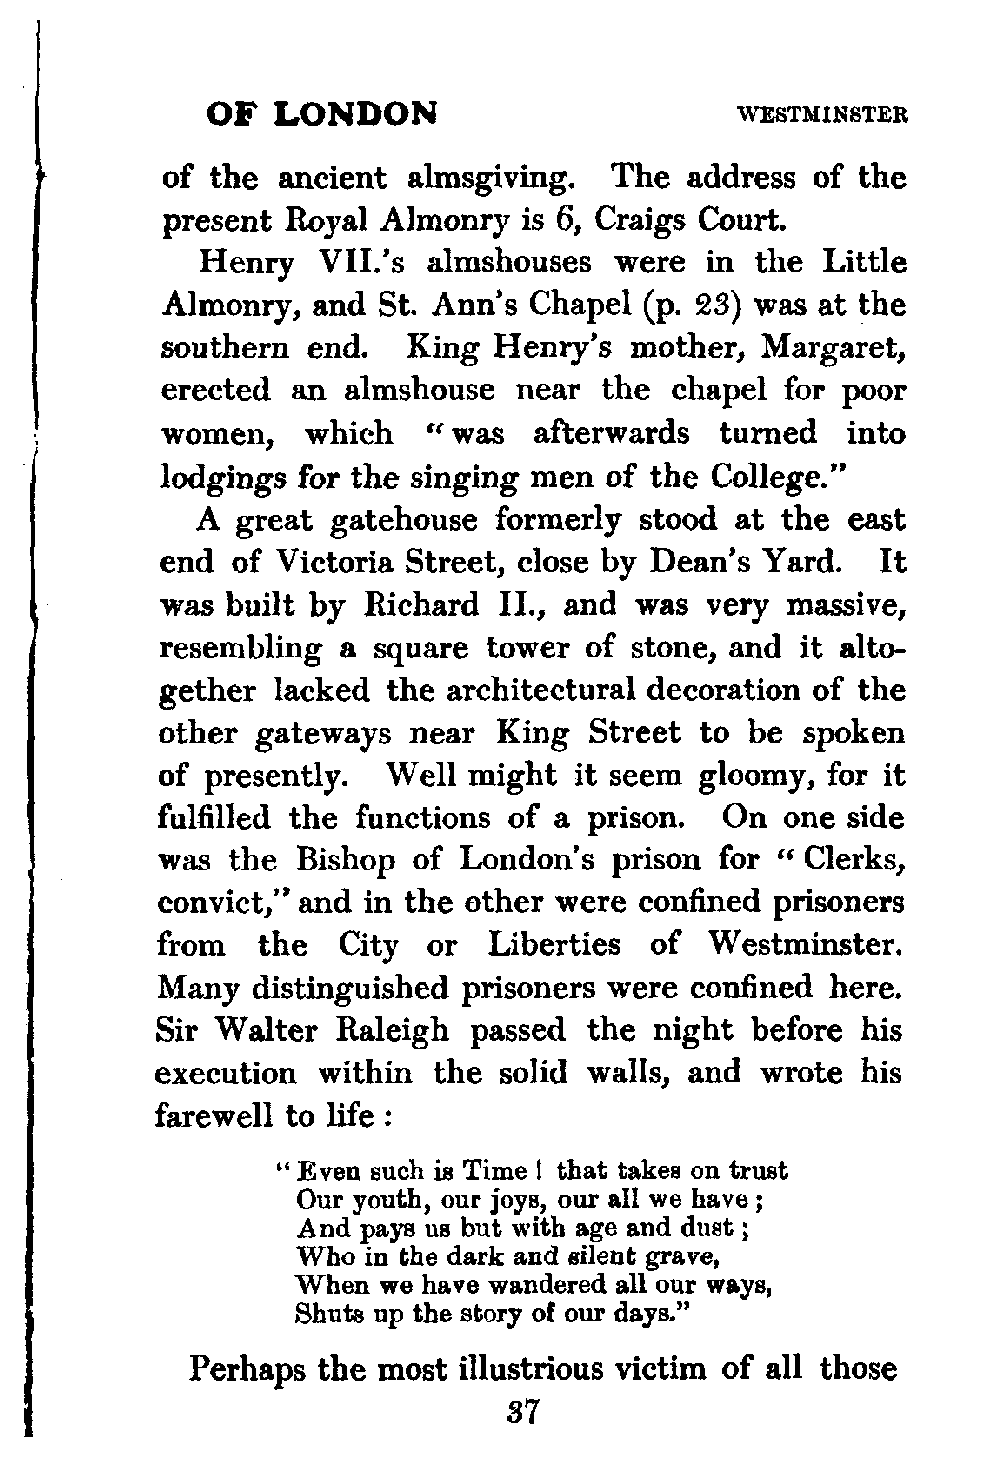 OF LONDON WESTMINSTER
of the ancient almsgiving. The address of the
present Royal Almonry is 6, Craigs Court.
Henry VII.'s almshouses were in the Little
Almonry, and St. Ann's Chapel (p. 23) was at the
southern end. King Henry's mother, Margaret,
erected an almshouse near the chapel for poor
women, which "was afterwards turned into
lodgings for the singing men of the College."
A great gatehouse formerly stood at the east
end of Victoria Street, close by Dean's Yard. It
was built by Richard II., and was very massive,
resembling a square tower of stone, and it alto-
gether lacked the architectural decoration of the
other gateways near King Street to be spoken
of presently. Well might it seem gloomy, for it
fulfilled the functions of a prison. On one side
was the Bishop of London's prison for "Clerks,
convict," and in the other were confined prisoners
from the City or Liberties of Westminster.
Many distinguished prisoners were confined here.
Sir Walter Raleigh passed the night before his
execution within the solid walls, and wrote his
farewell to life :
"Even such is Time! that takes on trust
Our youth, our joys, our all we have;
And pays us but with age and dust;
Who in the dark and silent grave,
When we have wandered all our ways,
Shuts up the story of our days."
Perhaps the most illustrious victim of all those
37